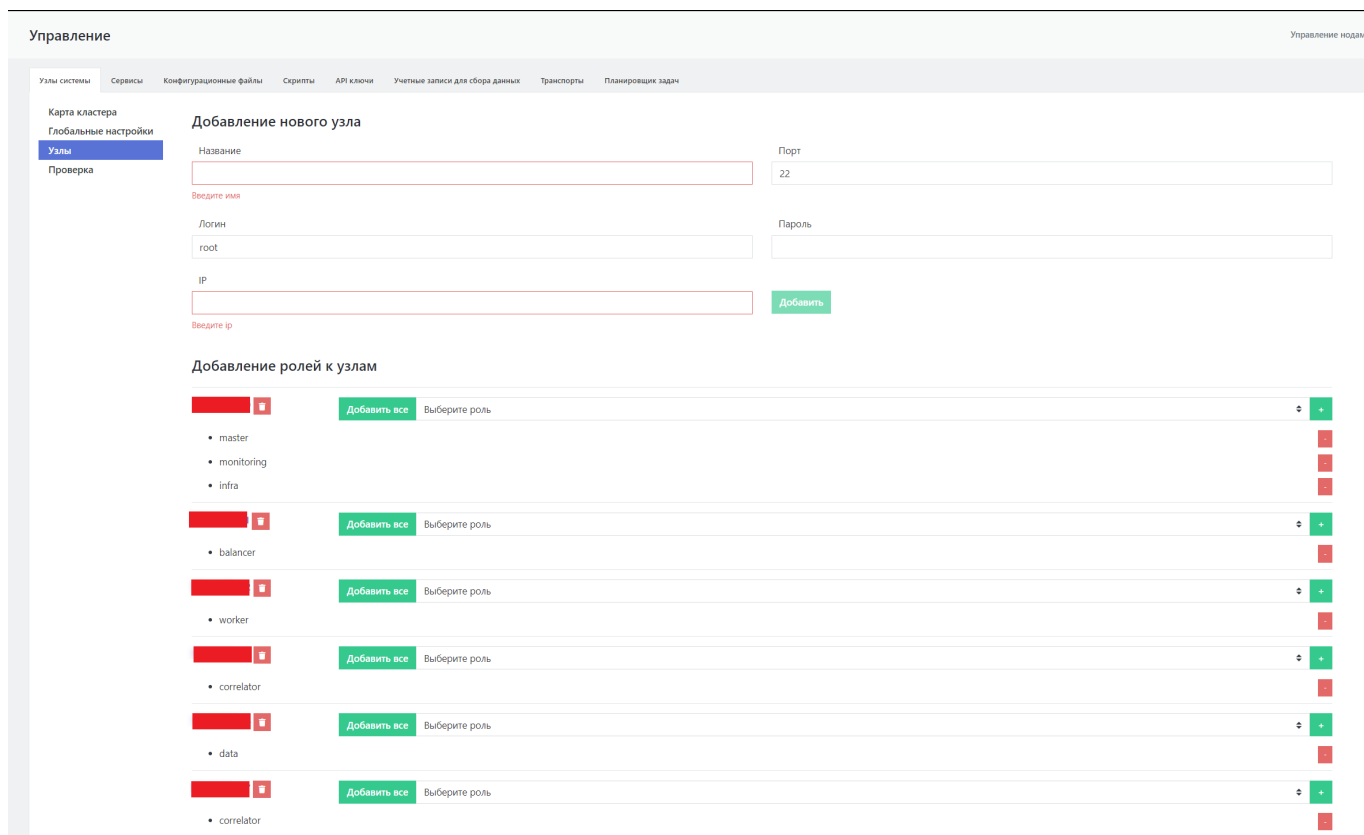 Управление
Управление нодам
Узлы системы Сервисы Конфигурационные файлы Скрипты API ключи Учетные записи для сбора данных Транспорты Планировщик задач
Карта кластера
Глобальные настройки
Узлы
Проверка
Добавление нового узла
Название Порт
22
Введите имя
Логин Пароль
root
IP
Добавить
Введите ip
Добавление ролей к узлам
Добавить все Выберите роль +
• master -
• monitoring -
• infra -
Добавить все Выберите роль +
• balancer -
Добавить все Выберите роль +
• worker -
Добавить все Выберите роль +
• correlator -
Добавить все Выберите роль +
• data -
Добавить все Выберите роль +
• correlator -